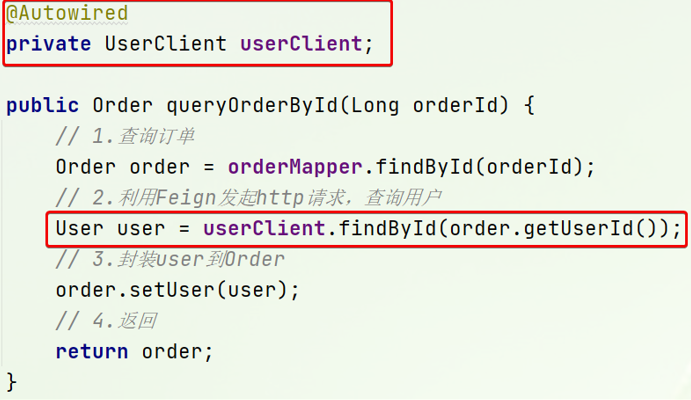 @Autowired
private UserClient userClient;
public Order queryOrderById(Long orderId) {
// 1.查询订单
Order order = orderMapper.findById(orderId);
// 2.利用Feign发起http请求，查询用户
User user = userClient.findById(order.getUserId());
// 3.封装user到Order
order.setUser(user);
// 4.返回
return order;
}